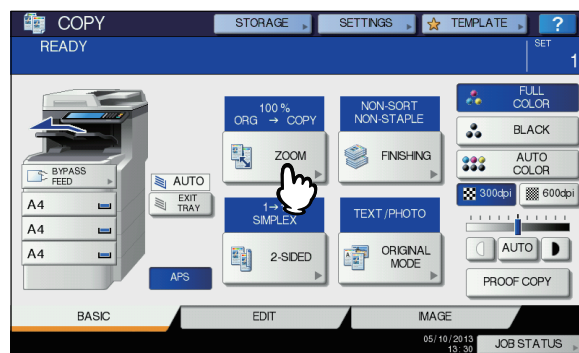 COPY
STORAGE
SETTINGS
TEMPLATE
?
READY
SET
1
100 %
ORG → COPY
NON-SORT
NON-STAPLE
FULL
COLOR
BLACK
ZOOM
FINISHING
AUTO
COLOR
BYPASS
FEED
AUTO
EXIT
TRAY
300dpi
600dpi
A4
A4
A4
1→
SIMPLEX
TEXT/PHOTO
2-SIDED
ORIGINAL
MODE
AUTO
APS
PROOF COPY
BASIC
EDIT
IMAGE
05/10/2013
13:30
JOB STATUS